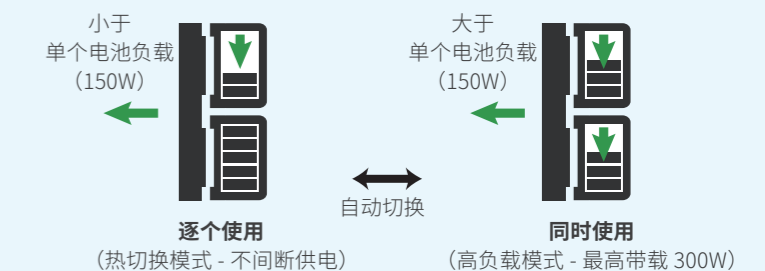 小于
单个电池负载
（150W）
大于
单个电池负载
（150W）
自动切换
逐个使用
（热切换模式 - 不间断供电）
同时使用
（高负载模式 - 最高带载 300W）